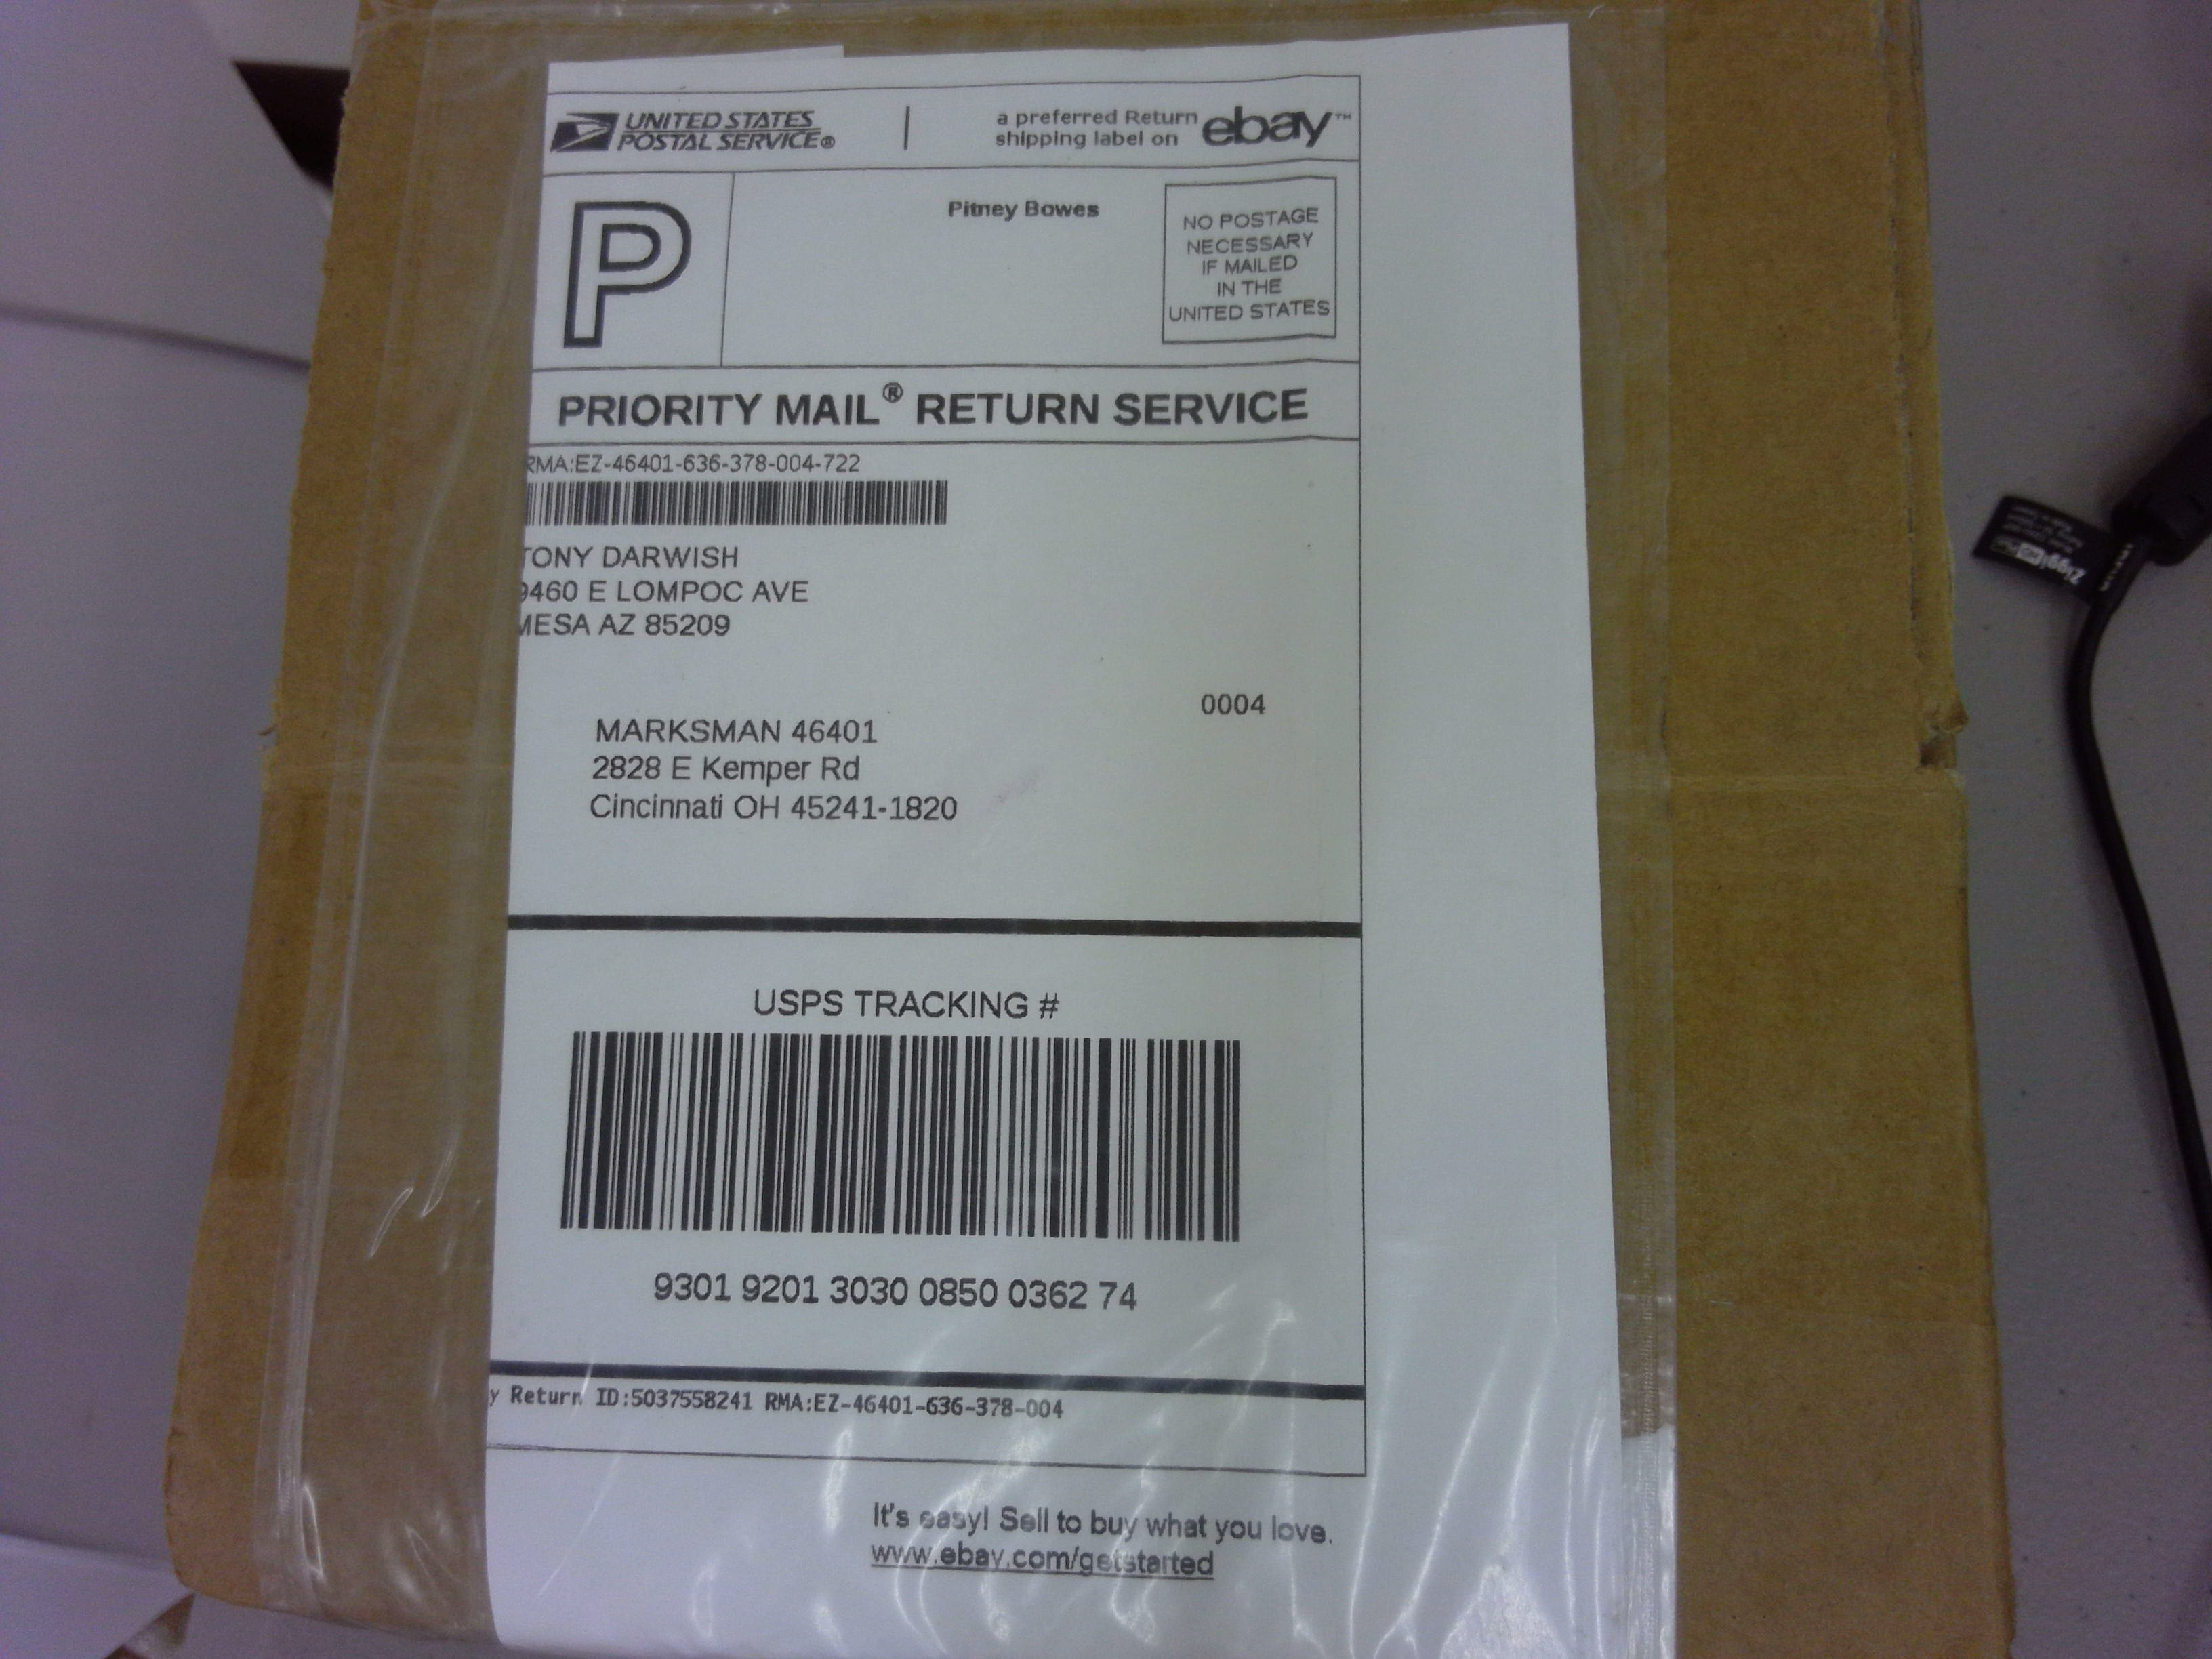 UNITED STATES
POSTAL SERVICE®
a preferred Return
shipping label on
ebay™
P
Pitney Bowes
NO POSTAGE
NECESSARY
IF MAILED
IN THE
UNITED STATES
PRIORITY MAIL® RETURN SERVICE
RMA:EZ-46401-636-378-004-722
TONY DARWISH
9460 E LOMPOC AVE
MESA AZ 85209
0004
MARKSMAN 46401
2828 E Kemper Rd
Cincinnati OH 45241-1820
USPS TRACKING #
9301 9201 3030 0850 0362 74
y Return ID:5037558241 RMA:EZ-46401-636-378-004
It's easy! Sell to buy what you love.
www.ebay.com/getstarted
Ziggi